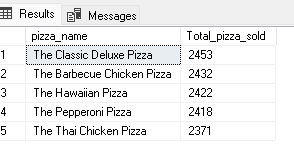 Results Messages
pizza_name Total_pizza_sold
1 The Classic Deluxe Pizza 2453
2 The Barbecue Chicken Pizza 2432
3 The Hawaiian Pizza 2422
4 The Pepperoni Pizza 2418
5 The Thai Chicken Pizza 2371